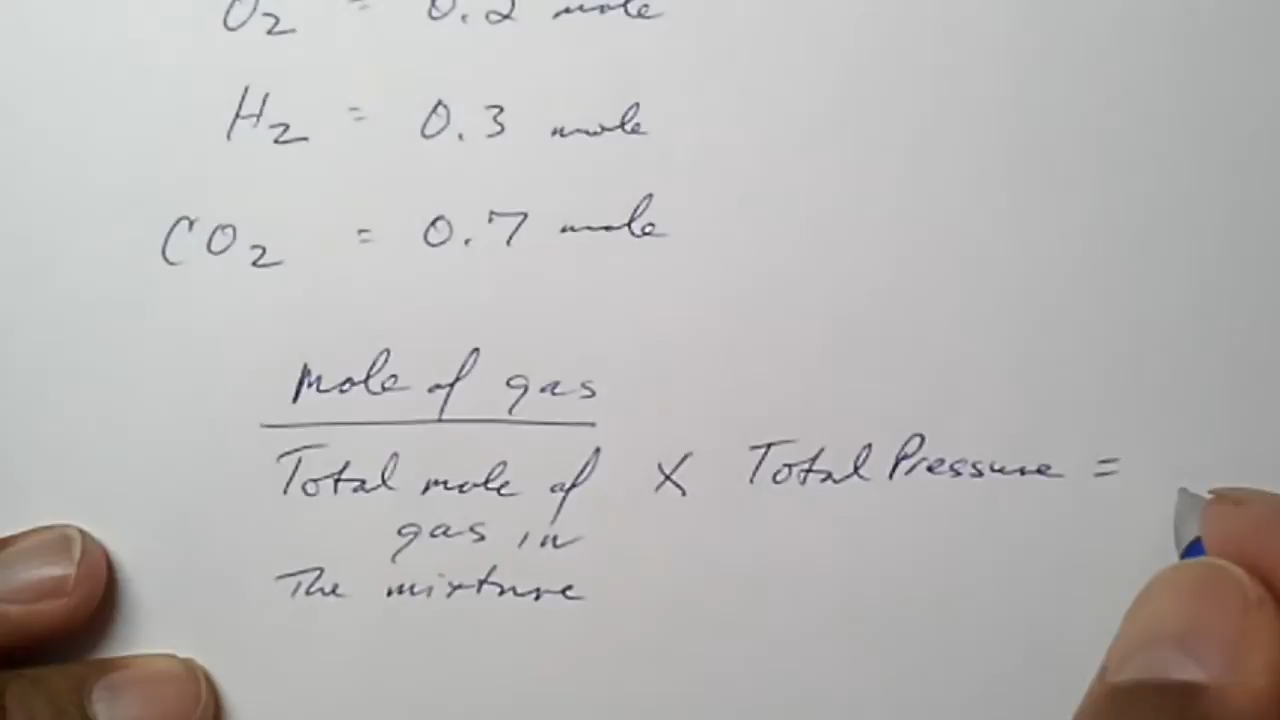 O2 = 0.2 mole
H2 = 0.3 mole
CO2 = 0.7 mole
mole of gas
Total mole of X Total Pressure =
gas in
The mixture